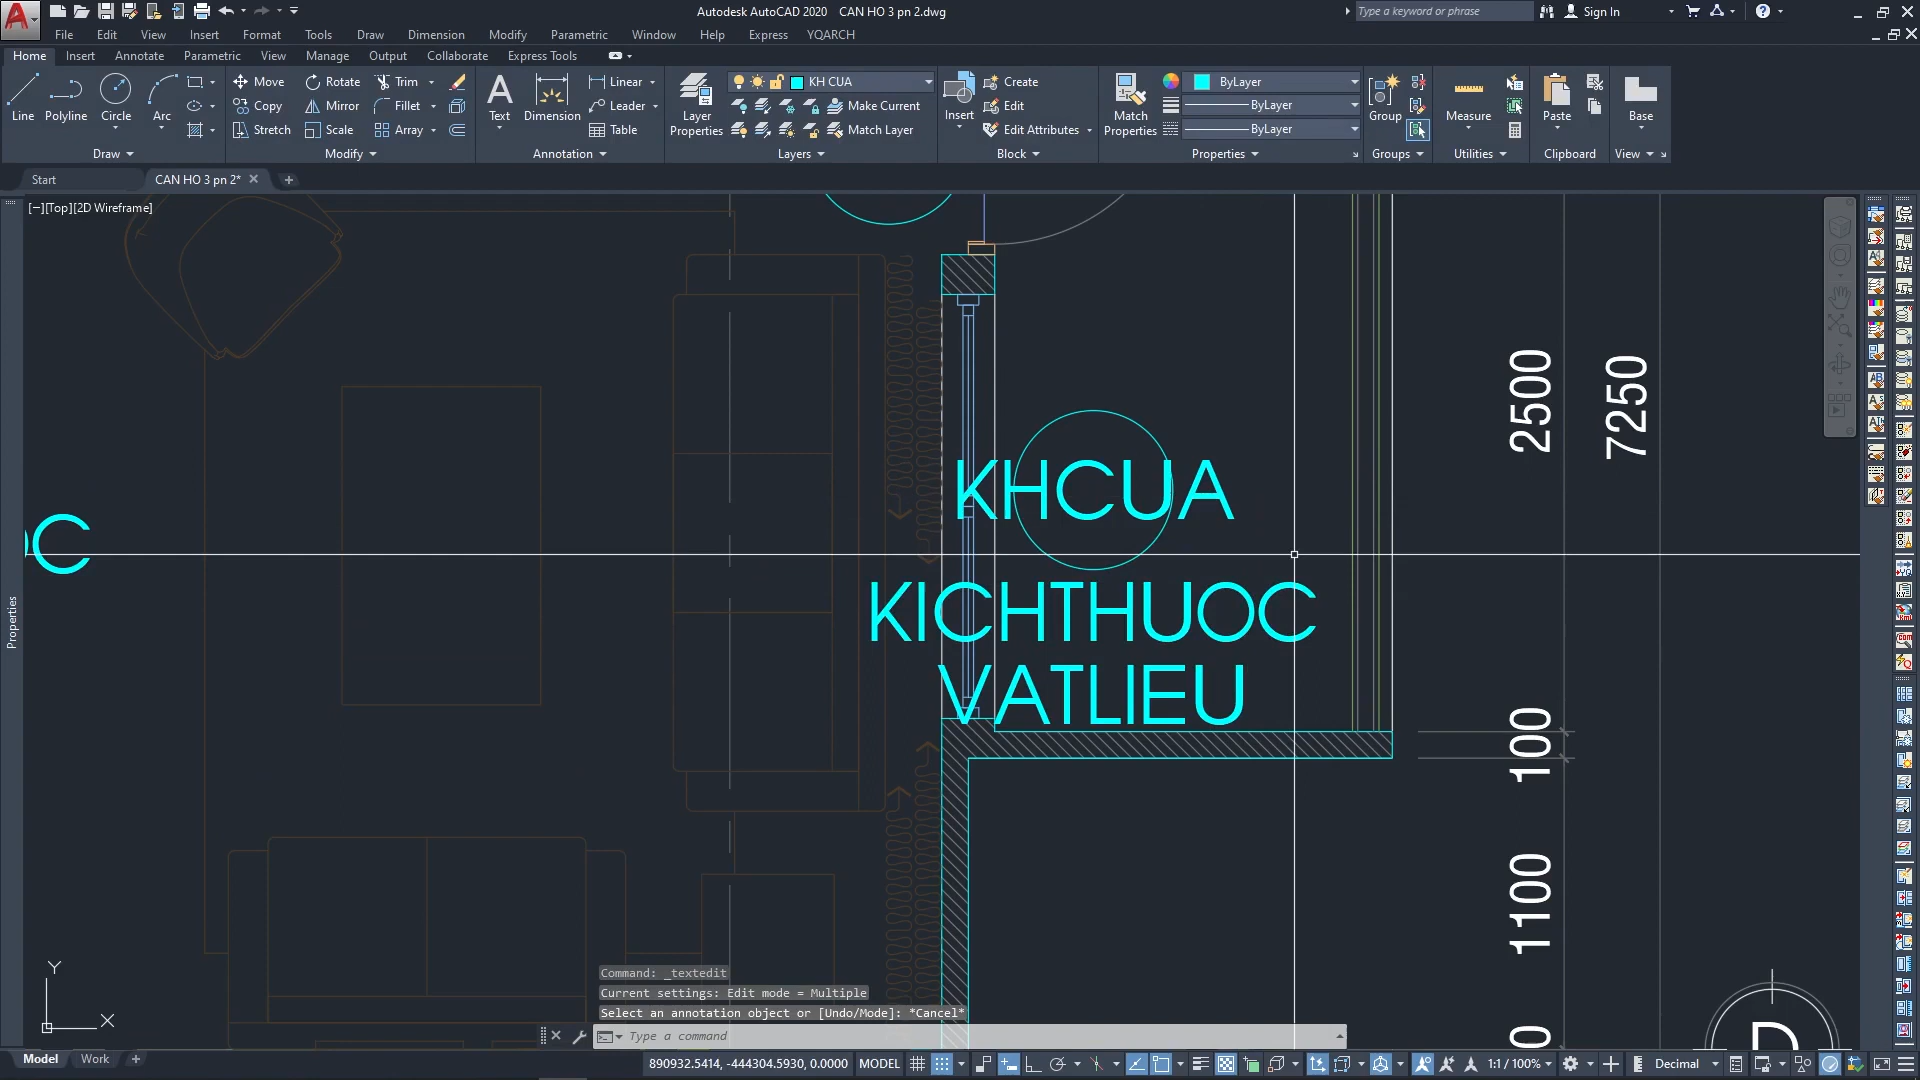 Autodesk AutoCAD 2020 CAN HO 3 pn 2.dwg
Type a keyword or phrase
Sign In
File Edit View Insert Format Tools Draw Dimension Modify Parametric Window Help Express YQARCH
Home Insert Annotate Parametric View Manage Output Collaborate Express Tools
Line Polyline Circle Arc
Move Rotate Trim
Copy Mirror Fillet
Stretch Scale Array
Text Dimension
Linear
Leader
Table
Layer Properties
KH CUA
Make Current
Match Layer
Insert
Create
Edit
Edit Attributes
Match Properties
ByLayer
ByLayer
ByLayer
Group
Measure
Paste
Base
Draw Modify Annotation Layers Block Properties Groups Utilities Clipboard View
Start CAN HO 3 pn 2*
[−][Top][2D Wireframe]
2500
7250
KHCUA
OC
KICHTHUOC
VATLIEU
100
1100
Properties
D
Y
X
Command: _textedit
Current settings: Edit mode = Multiple
Select an annotation object or [Undo/Mode]: *Cancel*
Type a command
Model Work
890932.5414, -444304.5930, 0.0000 MODEL 1:1 / 100% Decimal